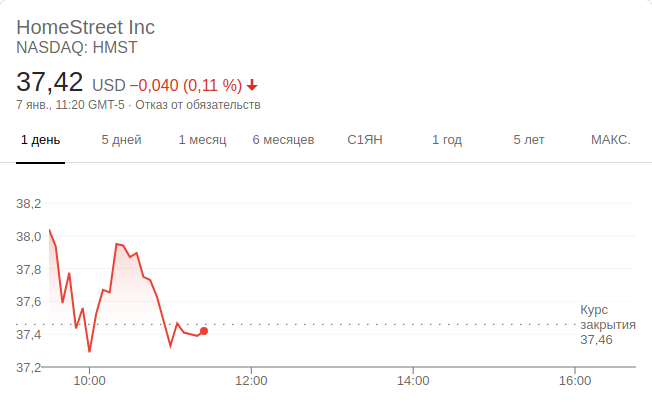 HomeStreet Inc
NASDAQ: HMST
37,42 USD −0,040 (0,11 %)
7 янв., 11:20 GMT-5 · Отказ от обязательств
1 день 5 дней 1 месяц 6 месяцев С1ЯН 1 год 5 лет МАКС.
38,2
38,0
37,8
37,6
37,4
37,2
Курс
закрытия
37,46
10:00 12:00 14:00 16:00